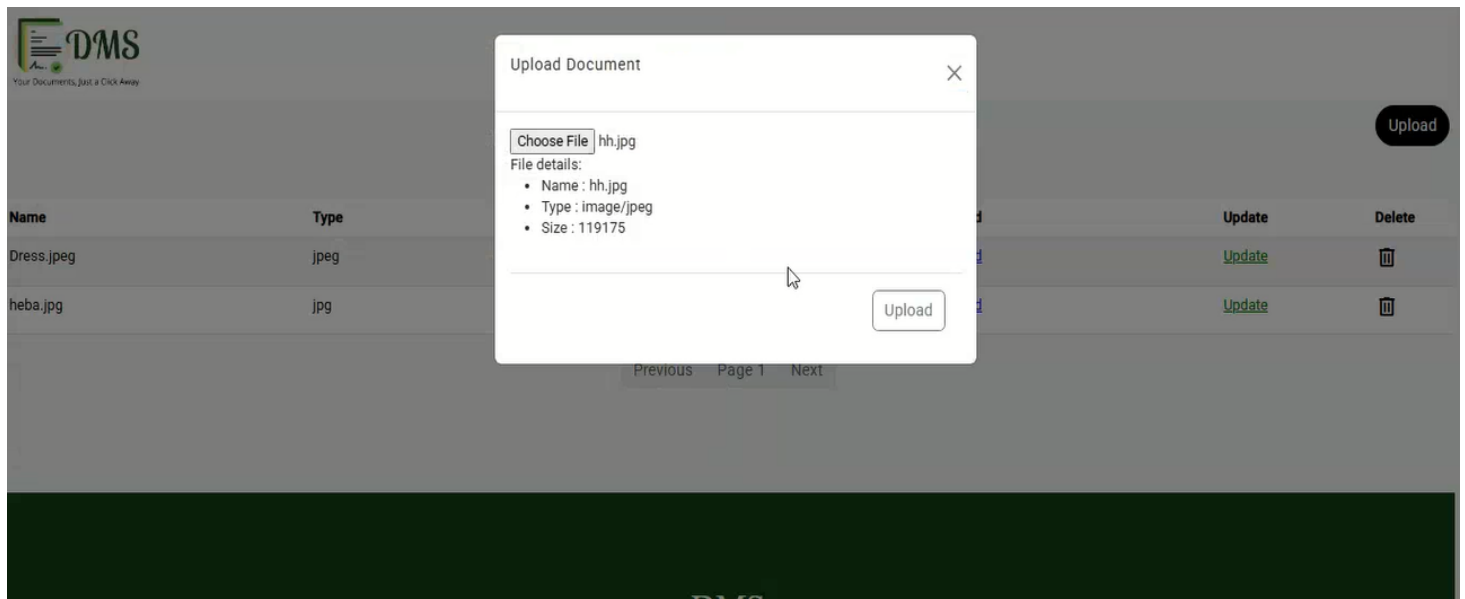 DMS
Your Documents, Just a Click Away
Upload Document
Upload
Choose File hh.jpg
File details:
• Name : hh.jpg
• Type : image/jpeg
• Size : 119175
Upload
Name Type Update Delete
Dress.jpeg jpeg Update
heba.jpg jpg Update
Previous Page 1 Next
DMS